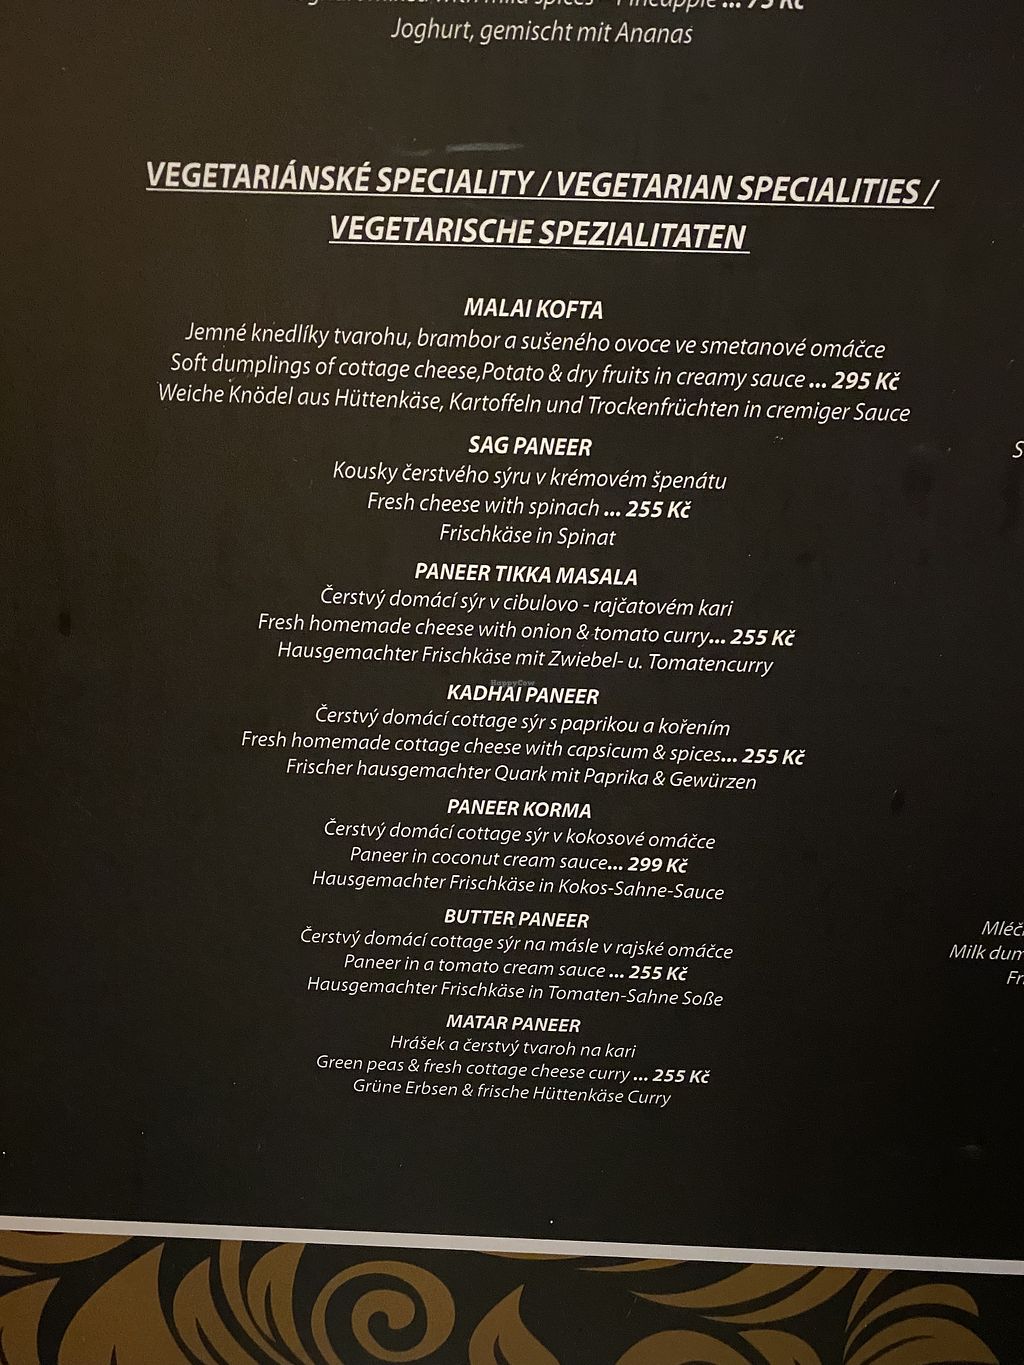 mild spices - Pineapple ... 75 Kč
Joghurt, gemischt mit Ananas
VEGETARIÁNSKÉ SPECIALITY / VEGETARIAN SPECIALITIES /
VEGETARISCHE SPEZIALITATEN
MALAI KOFTA
Jemné knedlíky tvarohu, brambor a sušeného ovoce ve smetanové omáčce
Soft dumplings of cottage cheese,Potato & dry fruits in creamy sauce ... 295 Kč
Weiche Knödel aus Hüttenkäse, Kartoffeln und Trockenfrüchten in cremiger Sauce
SAG PANEER
Kousky čerstvého sýru v krémovém špenátu
Fresh cheese with spinach ... 255 Kč
Frischkäse in Spinat
PANEER TIKKA MASALA
Čerstvý domácí sýr v cibulovo - rajčatovém kari
Fresh homemade cheese with onion & tomato curry... 255 Kč
Hausgemachter Frischkäse mit Zwiebel- u. Tomatencurry
HappyCow
KADHAI PANEER
Čerstvý domácí cottage sýr s paprikou a kořením
Fresh homemade cottage cheese with capsicum & spices... 255 Kč
Frischer hausgemachter Quark mit Paprika & Gewürzen
PANEER KORMA
Čerstvý domácí cottage sýr v kokosové omáčce
Paneer in coconut cream sauce... 299 Kč
Hausgemachter Frischkäse in Kokos-Sahne-Sauce
BUTTER PANEER
Čerstvý domácí cottage sýr na másle v rajské omáčce
Paneer in a tomato cream sauce ... 255 Kč
Hausgemachter Frischkäse in Tomaten-Sahne Soße
MATAR PANEER
Hrášek a čerstvý tvaroh na kari
Green peas & fresh cottage cheese curry ... 255 Kč
Grüne Erbsen & frische Hüttenkäse Curry
Milk dum